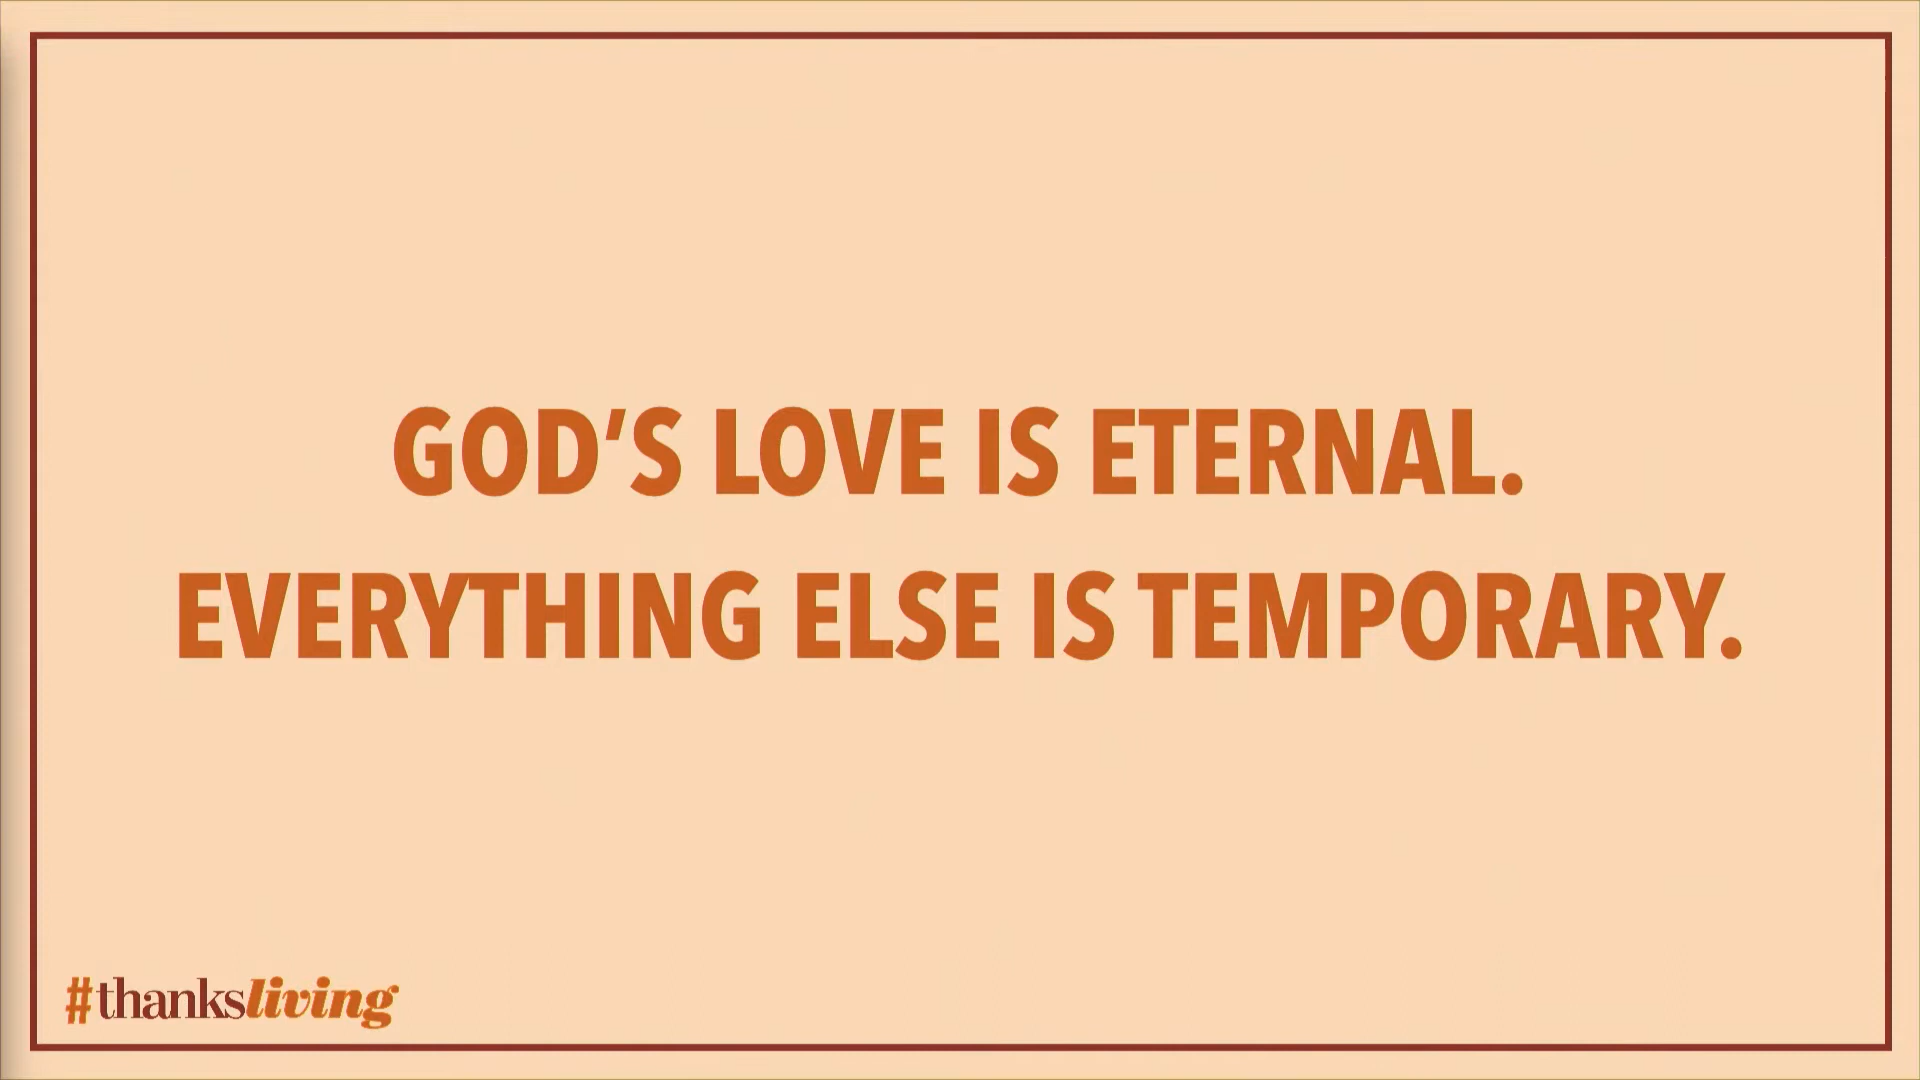 GOD’S LOVE IS ETERNAL.
EVERYTHING ELSE IS TEMPORARY.
#thanksliving